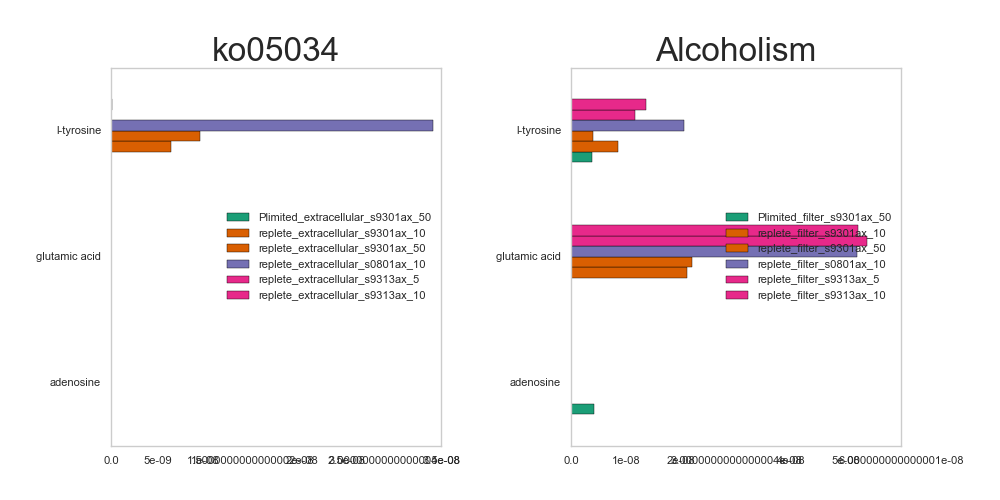 ko05034
Alcoholism
l-tyrosine
glutamic acid
adenosine
Plimited_extracellular_s9301ax_50
replete_extracellular_s9301ax_10
replete_extracellular_s9301ax_50
replete_extracellular_s0801ax_10
replete_extracellular_s9313ax_5
replete_extracellular_s9313ax_10
0.0 5e-09
l-tyrosine
glutamic acid
adenosine
Plimited_filter_s9301ax_50
replete_filter_s9301ax_10
replete_filter_s9301ax_50
replete_filter_s0801ax_10
replete_filter_s9313ax_5
replete_filter_s9313ax_10
0.0 1e-08